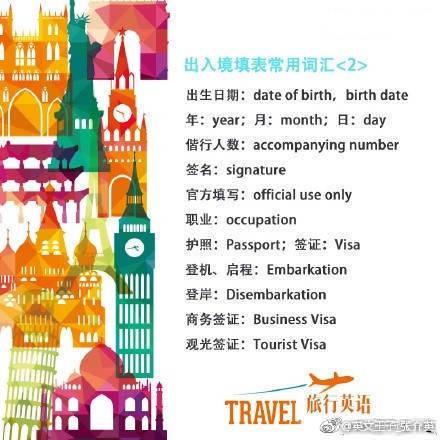 出入境填表常用词汇<2>
出生日期：date of birth，birth date
年：year；月：month；日：day
偕行人数：accompanying number
签名：signature
官方填写：official use only
职业：occupation
护照：Passport；签证：Visa
登机、启程：Embarkation
登岸：Disembarkation
商务签证：Business Visa
观光签证：Tourist Visa
TRAVEL 旅行英语